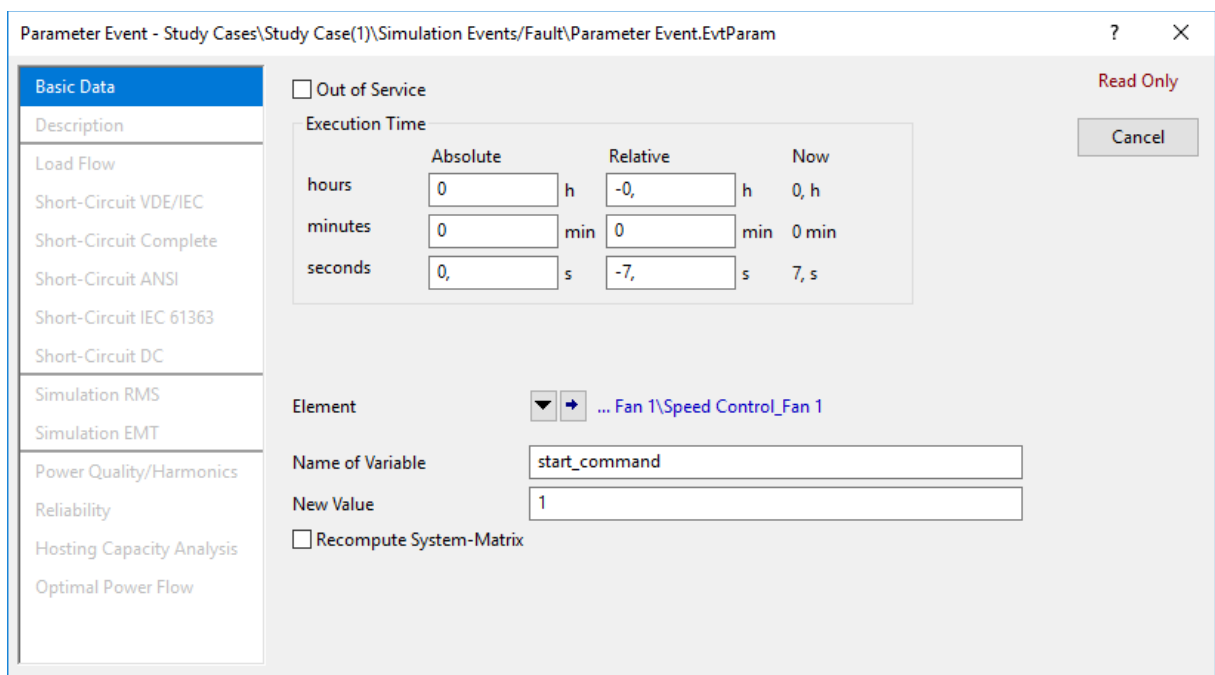 Parameter Event - Study Cases\Study Case(1)\Simulation Events/Fault\Parameter Event.EvtParam ? ×
Basic Data
Description
Load Flow
Short-Circuit VDE/IEC
Short-Circuit Complete
Short-Circuit ANSI
Short-Circuit IEC 61363
Short-Circuit DC
Simulation RMS
Simulation EMT
Power Quality/Harmonics
Reliability
Hosting Capacity Analysis
Optimal Power Flow
Out of Service
Execution Time
Absolute Relative Now
hours 0 h -0, h 0, h
minutes 0 min 0 min 0 min
seconds 0, s -7, s 7, s
Element ... Fan 1\Speed Control_Fan 1
Name of Variable start_command
New Value 1
Recompute System-Matrix
Read Only
Cancel